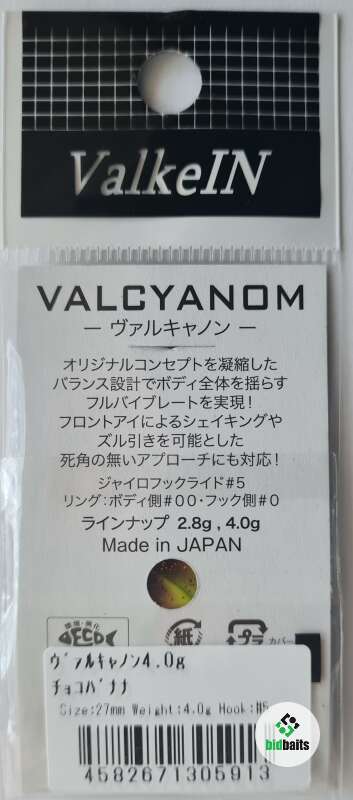 ValkeIN
VALCYANOM
— ヴァルキャノン —
オリジナルコンセプトを凝縮した
バランス設計でボディ全体を揺らす
フルバイブレートを実現！
フロントアイによるシェイキングや
ズル引きを可能とした
死角の無いアプローチにも対応！
ジャイロフックライド#5
リング：ボディ側#00・フック側#0
ラインナップ 2.8g , 4.0g
Made in JAPAN
環境・美化
ECO
紙
プラ
カバー
ｳﾞｧﾙｷｬﾉﾝ4.0g
ﾁｮｺﾊﾞﾅﾅ
Size:27mm Weight:4.0g Hook:#5
bidbaits
4582671305913